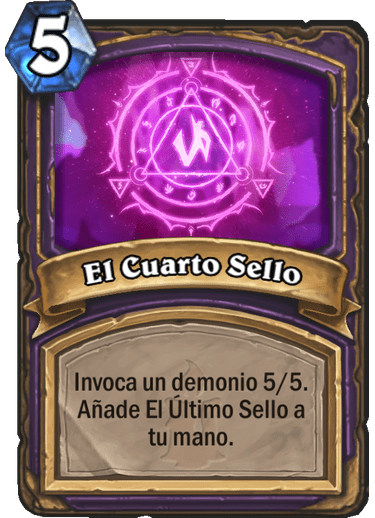 5
El Cuarto Sello
Invoca un demonio 5/5.
Añade El Último Sello a
tu mano.